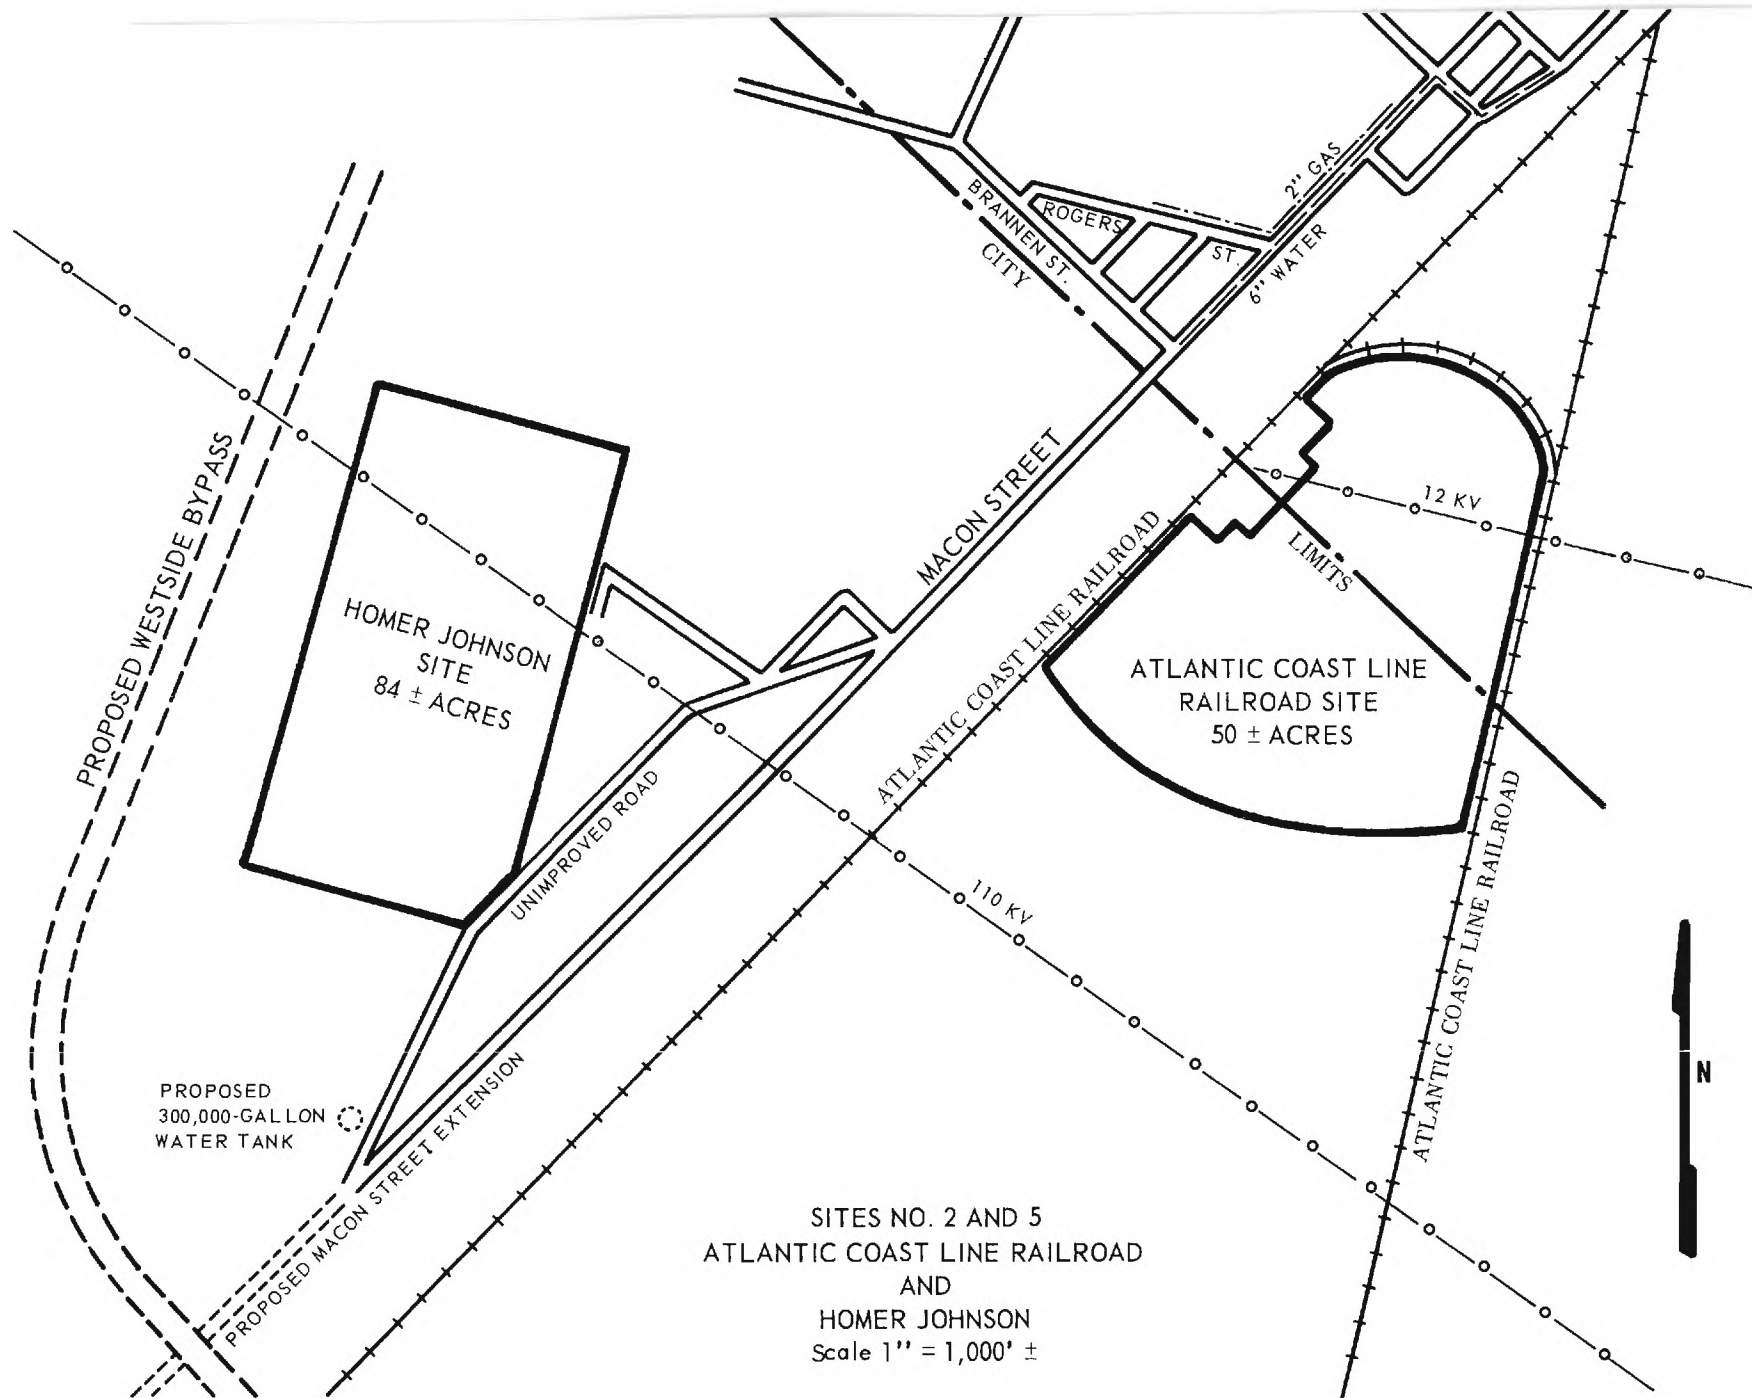 2" GAS
BRANNEN ST.
ROGERS
ST.
CITY
6" WATER
PROPOSED WESTSIDE BYPASS
MACON STREET
12 KV
LIMITS
ATLANTIC COAST LINE RAILROAD
HOMER JOHNSON
SITE
84 ± ACRES
ATLANTIC COAST LINE
RAILROAD SITE
50 ± ACRES
UNIMPROVED ROAD
110 KV
ATLANTIC COAST LINE RAILROAD
N
PROPOSED
300,000-GALLON
WATER TANK
PROPOSED MACON STREET EXTENSION
SITES NO. 2 AND 5
ATLANTIC COAST LINE RAILROAD
AND
HOMER JOHNSON
Scale 1'' = 1,000' ±